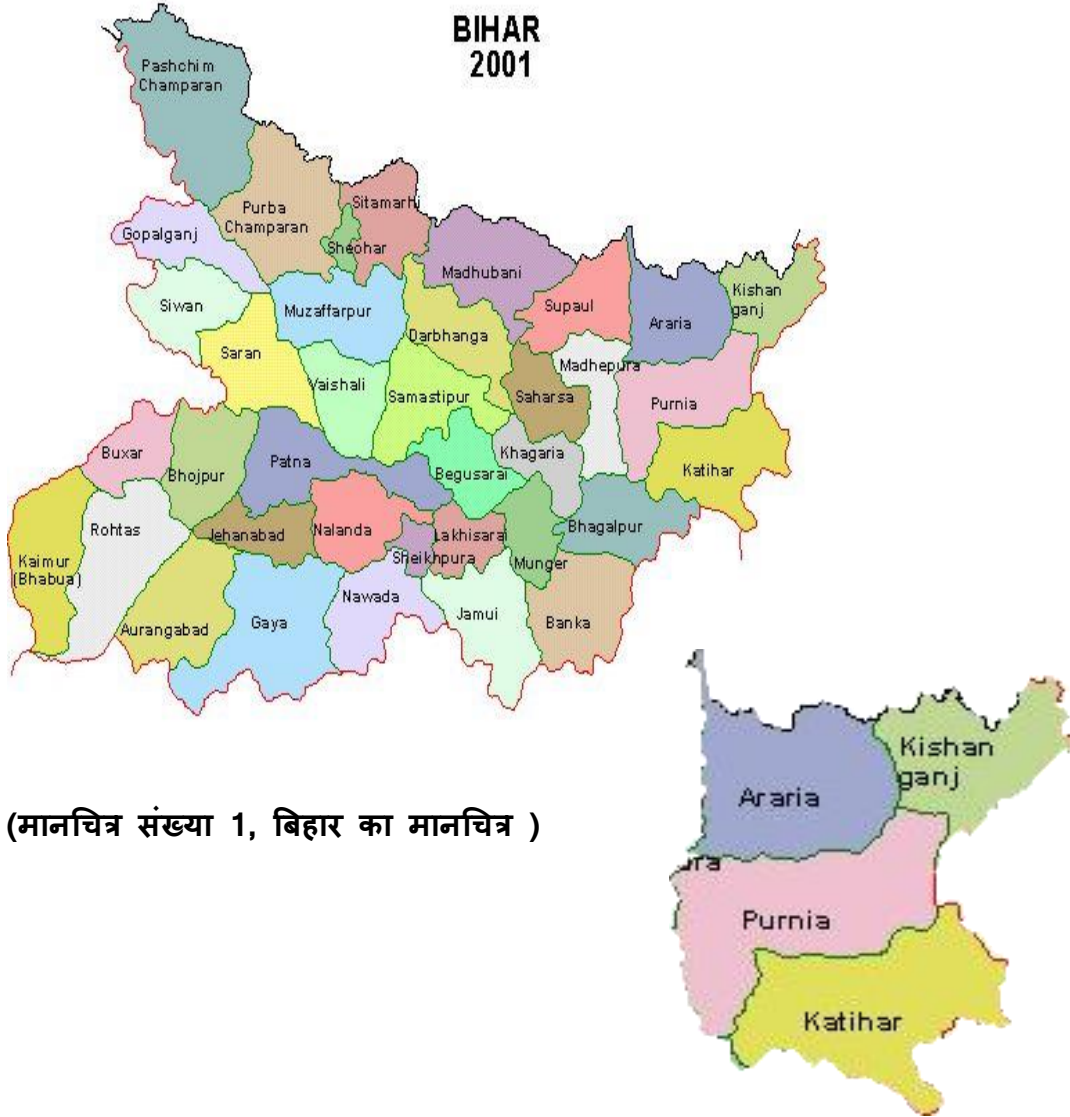 BIHAR
2001
Pashchim
Champaran
Purba
Champaran
Sitamarhi
Sheohar
Gopalganj
Siwan
Muzaffarpur
Madhubani
Darbhanga
Supaul
Araria
Kishan
ganj
Saran
Vaishali
Samastipur
Saharsa
Madhepura
Purnia
Buxar
Bhojpur
Patna
Begusarai
Khagaria
Katihar
Rohtas
Jehanabad
Nalanda
Lakhisarai
Sheikhpura
Munger
Bhagalpur
Kaimur
(Bhabua)
Aurangabad
Gaya
Nawada
Jamui
Banka
Kishan
ganj
Araria
ura
Purnia
Katihar
(मानचित्र संख्या 1, बिहार का मानचित्र )